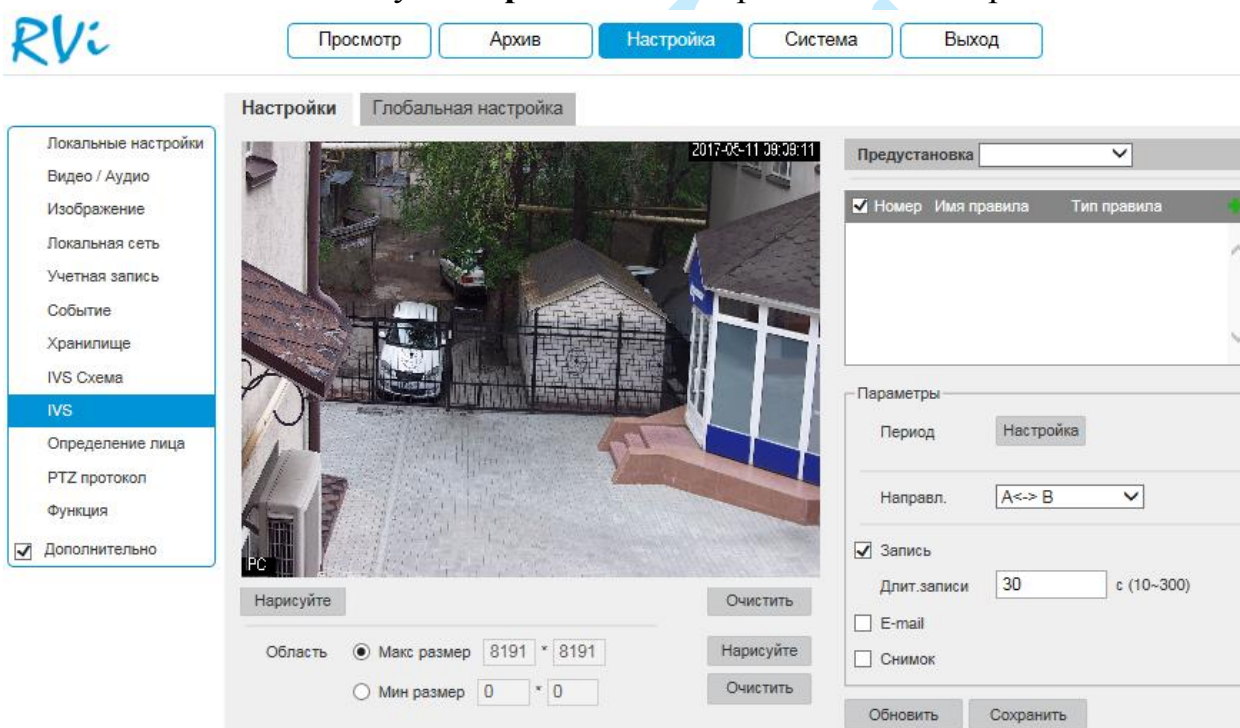 RVi
Просмотр Архив Настройка Система Выход
Настройки Глобальная настройка
Локальные настройки
Видео / Аудио
Изображение
Локальная сеть
Учетная запись
Событие
Хранилище
IVS Схема
IVS
Определение лица
PTZ протокол
Функция
Дополнительно
2017-05-11 09:09:11
PC
Нарисуйте Очистить
Область Макс размер 8191 * 8191 Нарисуйте
Мин размер 0 * 0 Очистить
Предустановка
Номер Имя правила Тип правила
Параметры
Период Настройка
Направл. A<-> B
Запись
Длит.записи 30 с (10~300)
E-mail
Снимок
Обновить Сохранить